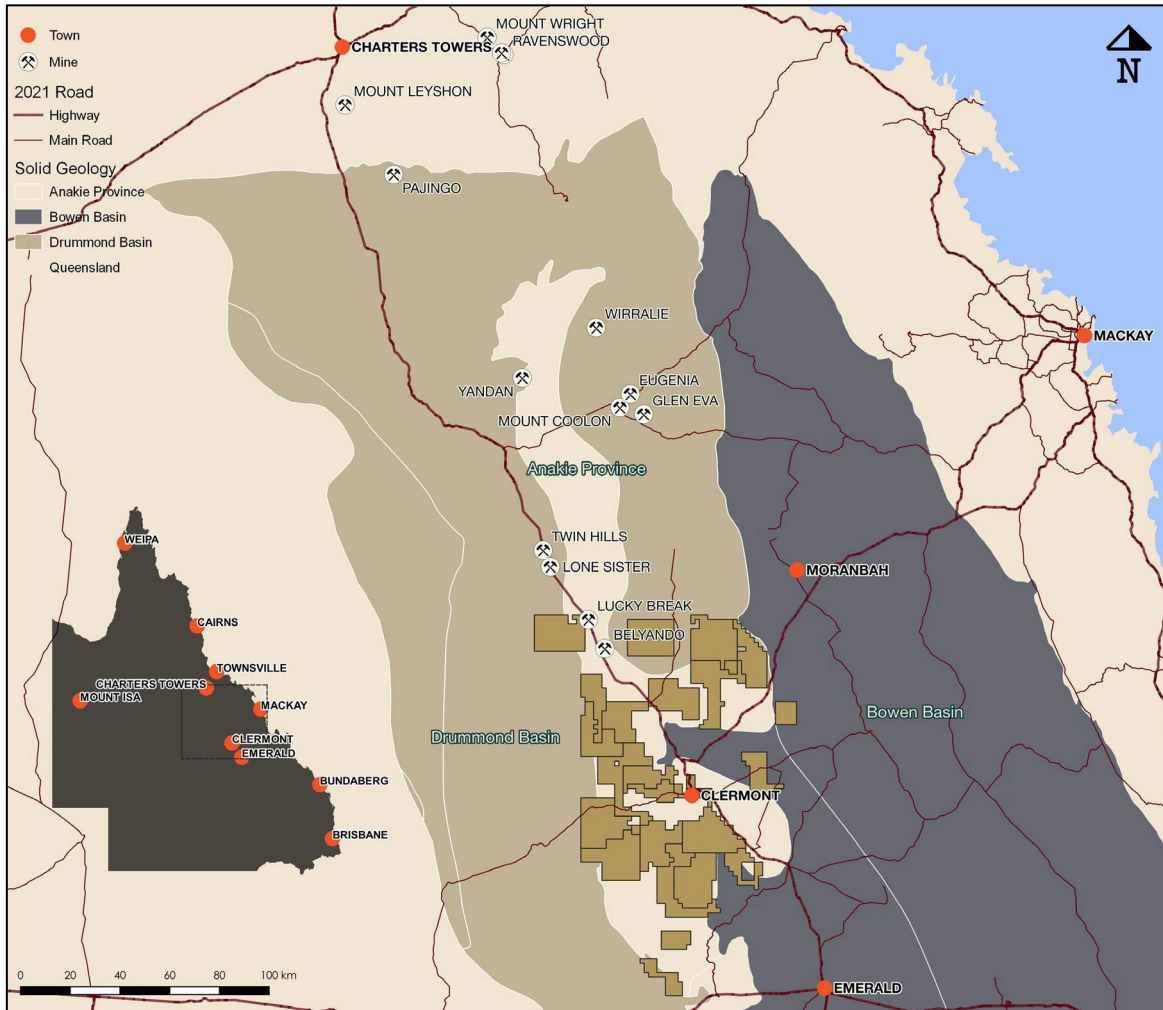 Town
Mine
2021 Road
Highway
Main Road
Solid Geology
Anakie Province
Bowen Basin
Drummond Basin
Queensland
N
MOUNT WRIGHT
RAVENSWOOD
CHARTERS TOWERS
MOUNT LEYSHON
PAJINGO
WIRRALIE
MACKAY
YANDAN
EUGENIA
GLEN EVA
MOUNT COOLON
Anakie Province
TWIN HILLS
LONE SISTER
MORANBAH
LUCKY BREAK
BELYANDO
Bowen Basin
Drummond Basin
CLERMONT
EMERALD
WEIPA
CAIRNS
TOWNSVILLE
CHARTERS TOWERS
MOUNT ISA
MACKAY
CLERMONT
EMERALD
BUNDABERG
BRISBANE
0 20 40 60 80 100 km